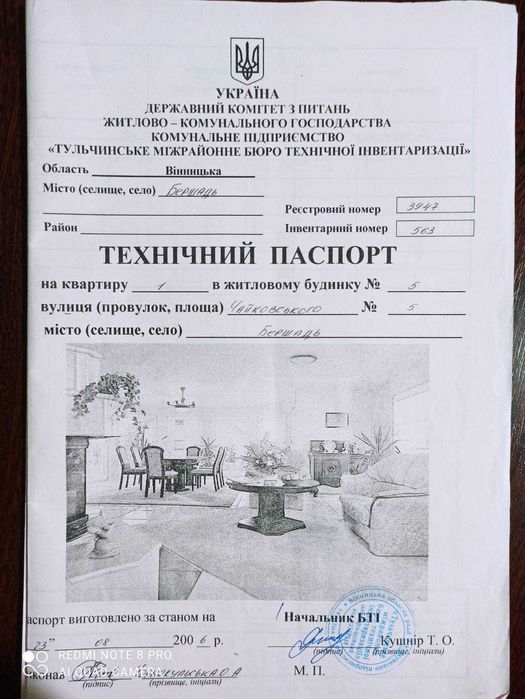 УКРАЇНА
ДЕРЖАВНИЙ КОМІТЕТ З ПИТАНЬ
ЖИТЛОВО – КОМУНАЛЬНОГО ГОСПОДАРСТВА
КОМУНАЛЬНЕ ПІДПРИЄМСТВО
«ТУЛЬЧИНСЬКЕ МІЖРАЙОННЕ БЮРО ТЕХНІЧНОЇ ІНВЕНТАРИЗАЦІЇ»
Область Вінницька
Місто (селище, село) Бершадь
Реєстровий номер 3947
Район Інвентарний номер 563
ТЕХНІЧНИЙ ПАСПОРТ
на квартиру 1 в житловому будинку № 5
вулиця (провулок, площа) Чайковського № 5
місто (селище, село) Бершадь
аспорт виготовлено за станом на
Начальник БТІ
23" 08 2006 р. Кушнір Т. О.
(підпис) (прізвище, ініціали)
REDMI NOTE 8 PRO
AI QUAD CAMERA
конав О.А
(підпис) (прізвище, ініціали) М. П.